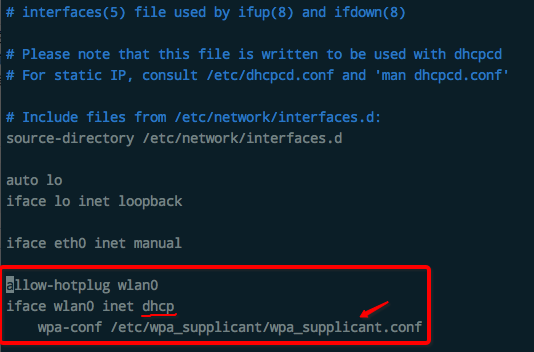 # interfaces(5) file used by ifup(8) and ifdown(8)
# Please note that this file is written to be used with dhcpcd
# For static IP, consult /etc/dhcpcd.conf and 'man dhcpcd.conf'
# Include files from /etc/network/interfaces.d:
source-directory /etc/network/interfaces.d
auto lo
iface lo inet loopback
iface eth0 inet manual
allow-hotplug wlan0
iface wlan0 inet dhcp
wpa-conf /etc/wpa_supplicant/wpa_supplicant.conf